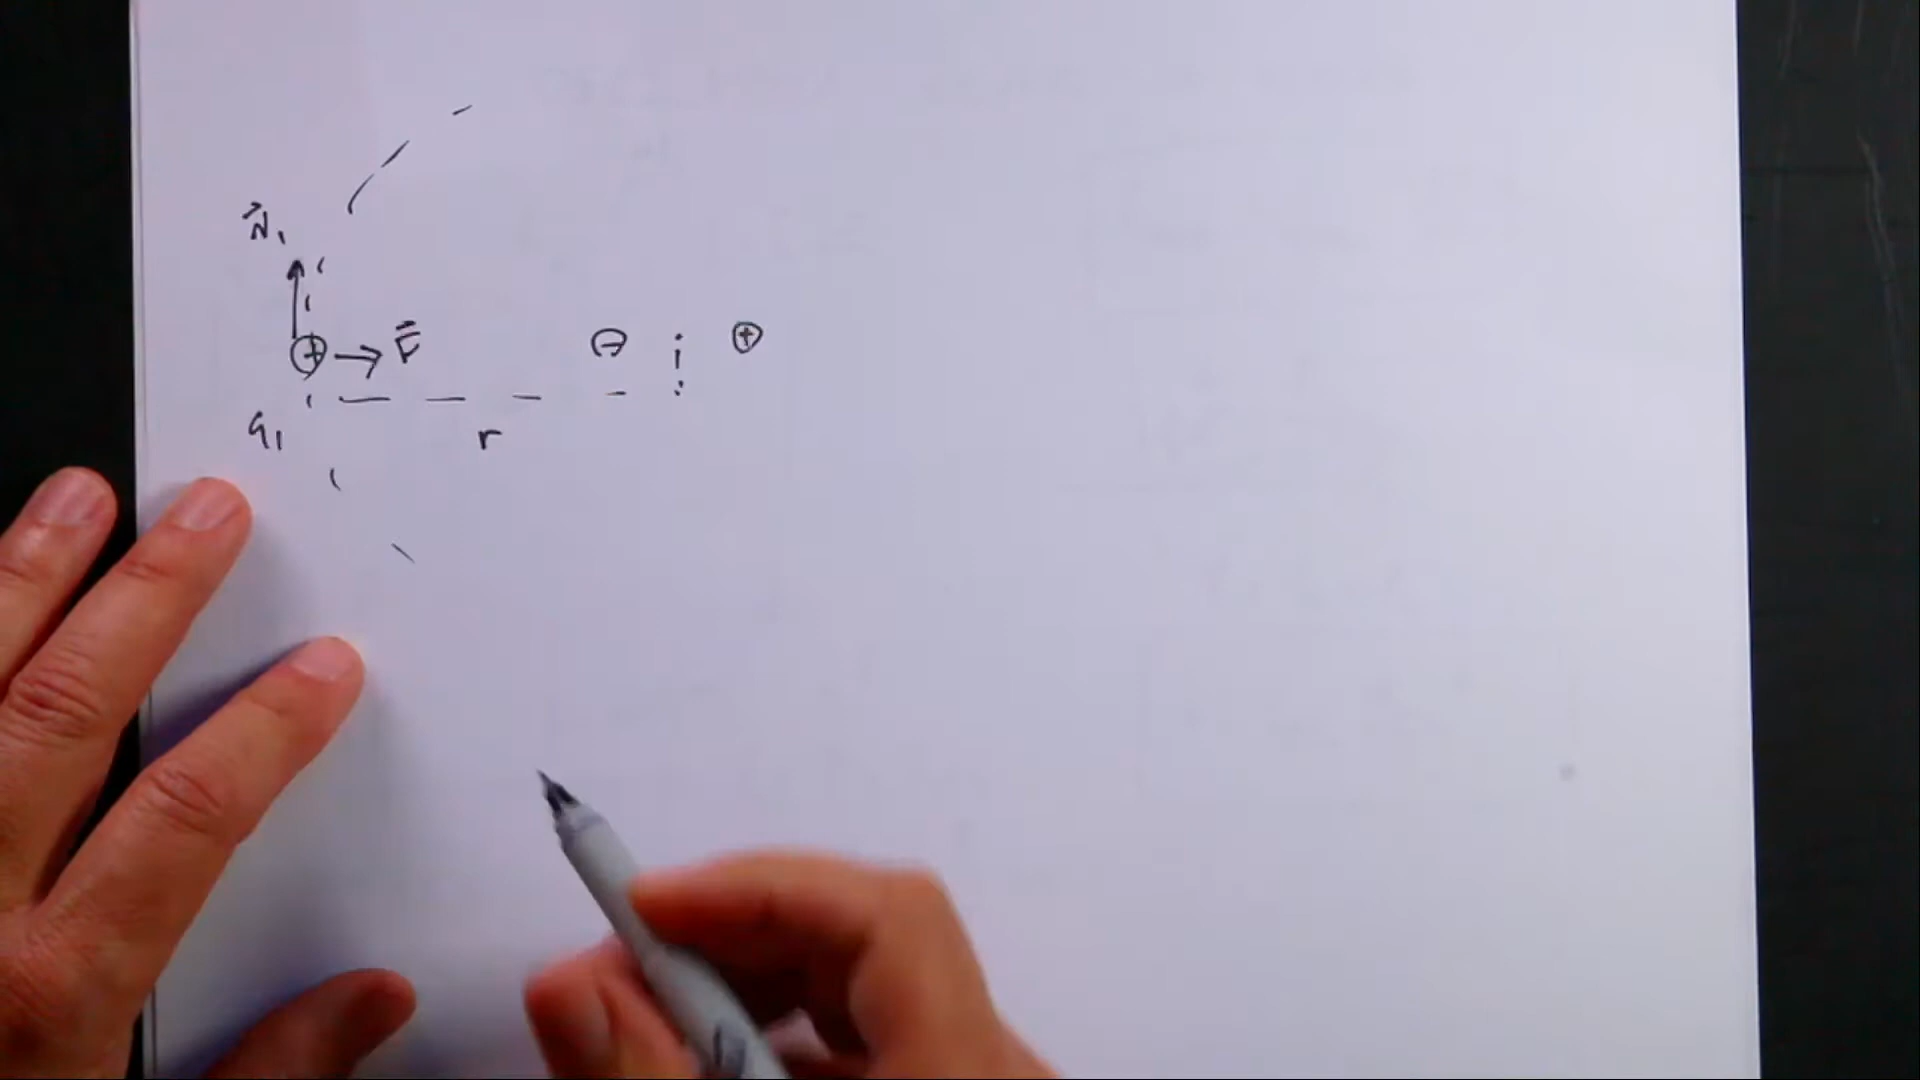 v⃗₁
⊕ → F⃗ ⊖ ⊕
q₁ r